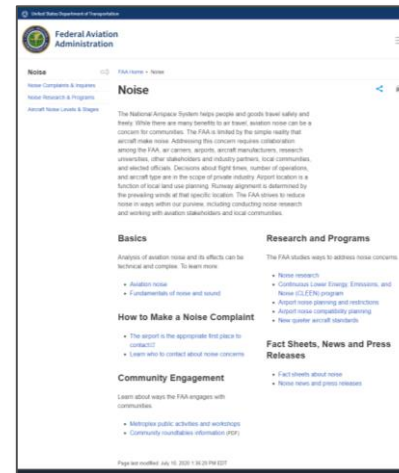 United States Department of Transportation
Federal Aviation
Administration
Noise
Noise Complaints & Inquiries
Noise Research & Programs
Aircraft Noise Levels & Stages
FAA Home > Noise
Noise
The National Airspace System helps people and goods travel safely and
freely. While there are many benefits to air travel, aviation noise can be a
concern for communities. The FAA is limited by the simple reality that
aircraft make noise. Addressing this concern requires collaboration
among the FAA, air carriers, airports, aircraft manufacturers, research
universities, other stakeholders and industry partners, local communities,
and elected officials. Decisions about flight times, number of operations,
and aircraft type are in the scope of private industry. Airport location is a
function of local land use planning. Runway alignment is determined by
the prevailing winds at that specific location. The FAA strives to reduce
noise in ways within our purview, including conducting noise research
and working with aviation stakeholders and local communities.
Basics
Analysis of aviation noise and its effects can be
technical and complex. To learn more:
Aviation noise
Fundamentals of noise and sound
How to Make a Noise Complaint
The airport is the appropriate first place to
contact
Learn who to contact about noise concerns
Community Engagement
Learn about ways the FAA engages with
communities
Metroplex public activities and workshops
Community roundtables information (PDF)
Research and Programs
The FAA studies ways to address noise concerns.
Noise research
Continuous Lower Energy, Emissions, and
Noise (CLEEN) program
Airport noise planning and restrictions
Airport noise compatibility planning
New quieter aircraft standards
Fact Sheets, News and Press
Releases
Fact sheets about noise
Noise news and press releases
Page last modified: July 10, 2020 1:34:29 PM EDT